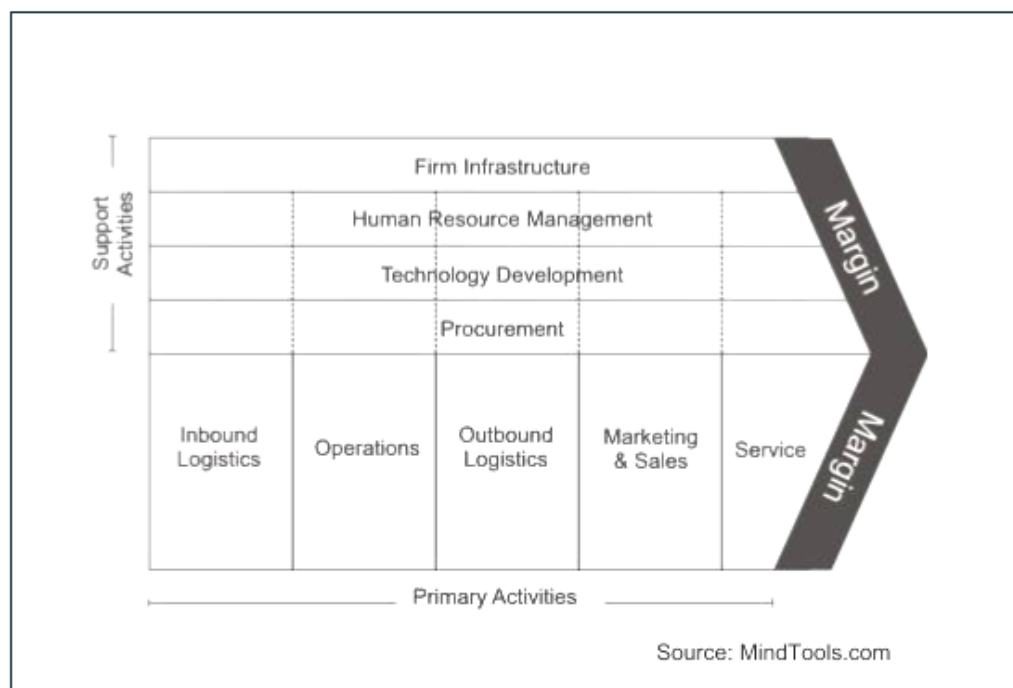 Firm Infrastructure
Support
Activities
Human Resource Management
Technology Development
Procurement
Margin
Inbound
Logistics
Operations
Outbound
Logistics
Marketing
& Sales
Service
Margin
Primary Activities
Source: MindTools.com